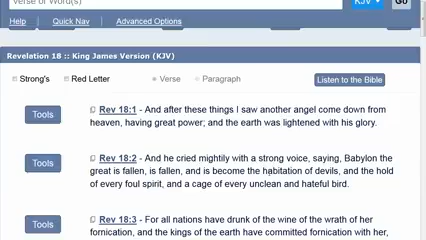 Verse or Word(s)
KJV
Go
Help
Quick Nav
Advanced Options
Revelation 18 :: King James Version (KJV)
Strong's
Red Letter
Verse
Paragraph
Listen to the Bible
Tools
Rev 18:1 - And after these things I saw another angel come down from
heaven, having great power; and the earth was lightened with his glory.
Tools
Rev 18:2 - And he cried mightily with a strong voice, saying, Babylon the
great is fallen, is fallen, and is become the habitation of devils, and the hold
of every foul spirit, and a cage of every unclean and hateful bird.
Tools
Rev 18:3 - For all nations have drunk of the wine of the wrath of her
fornication, and the kings of the earth have committed fornication with her,